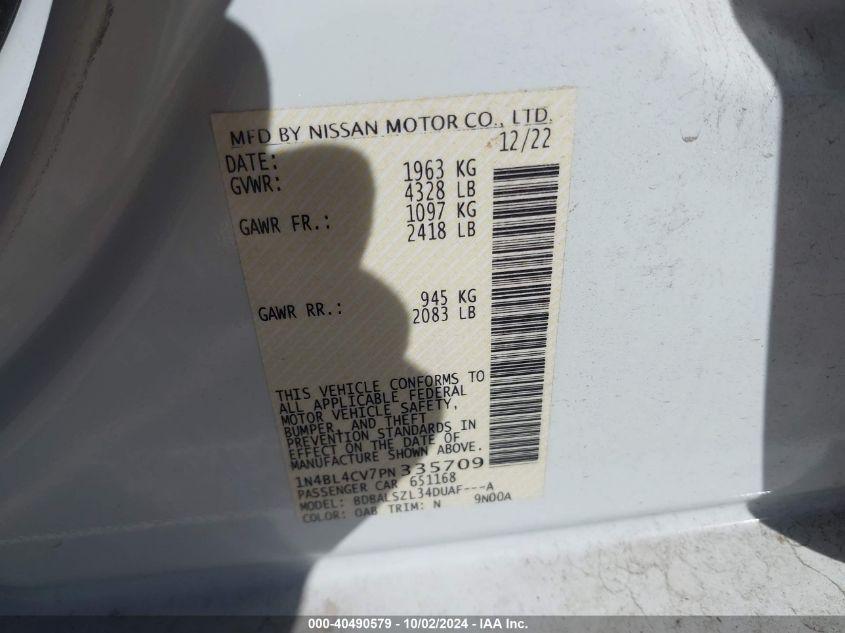 MFD BY NISSAN MOTOR CO., LTD.
DATE: 12/22
GVWR: 1963 KG
4328 LB
GAWR FR.: 1097 KG
2418 LB
GAWR RR.: 945 KG
2083 LB
THIS VEHICLE CONFORMS TO
ALL APPLICABLE FEDERAL
MOTOR VEHICLE SAFETY,
BUMPER, AND THEFT
PREVENTION STANDARDS IN
EFFECT ON THE DATE OF
MANUFACTURE SHOWN ABOVE.
1N4BL4CV7PN335709
PASSENGER CAR 651168
MODEL: BDBALSZL34DUAF---A
COLOR: QAB TRIM: N 9N00A
000-40490579 - 10/02/2024 - IAA Inc.